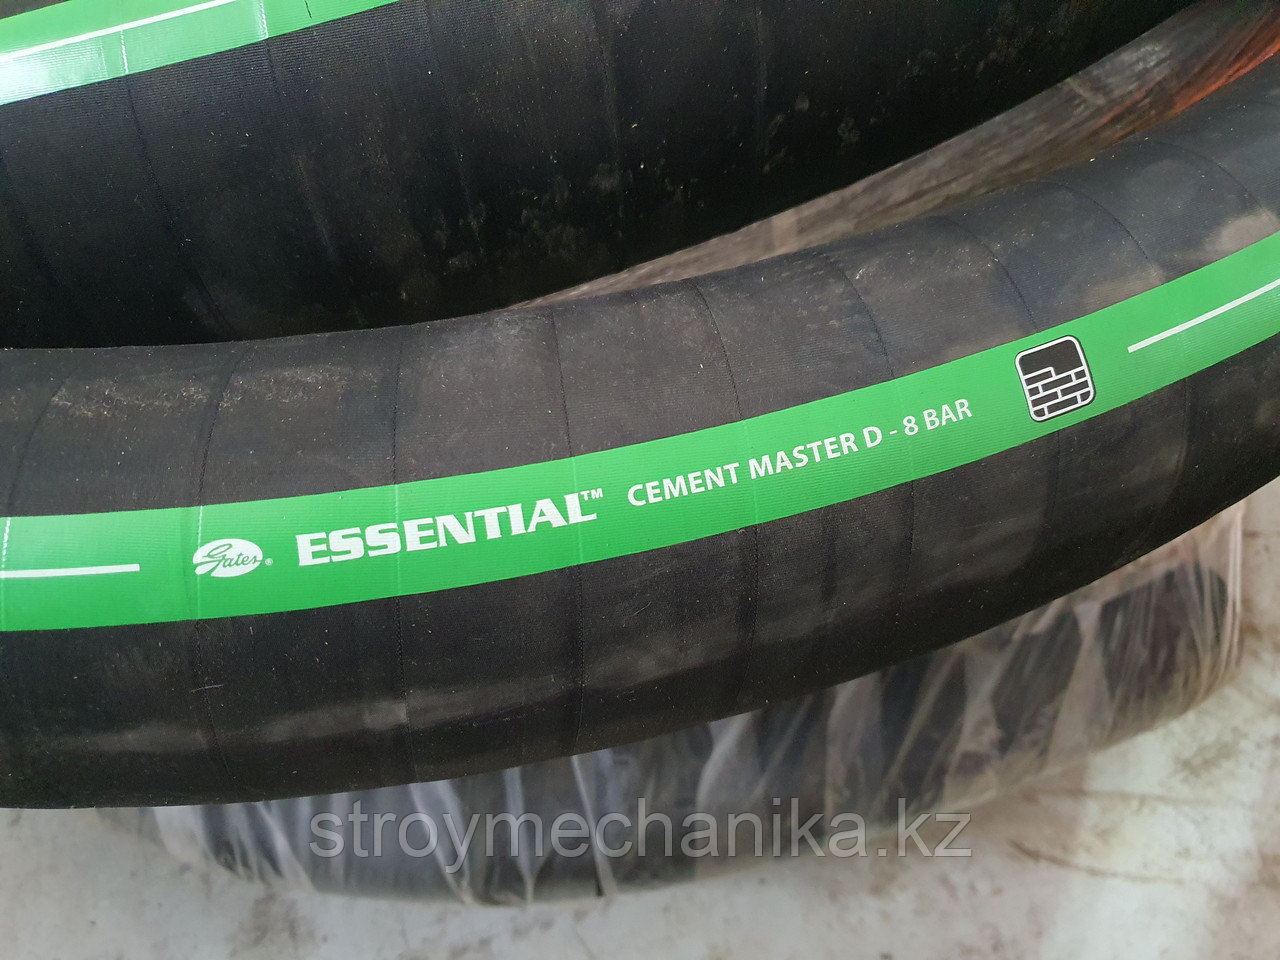 Gates® ESSENTIAL™ CEMENT MASTER D - 8 BAR
stroymechanika.kz